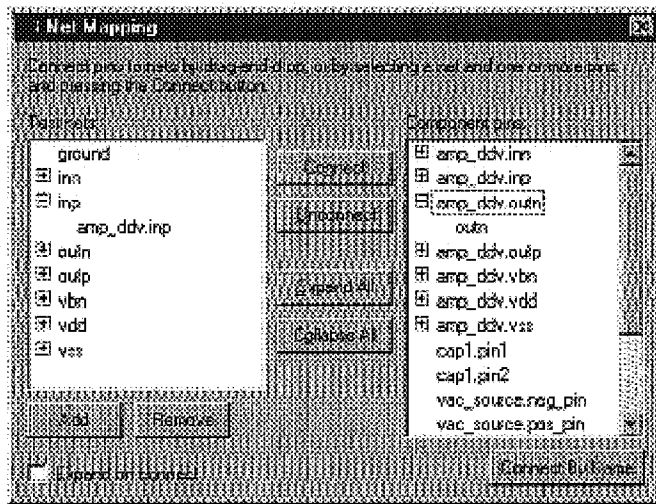 Net Mapping
Connect pins to nets by drag-and-drop, or by selecting a net and one or more pins
and pressing the Connect button.
Test nets
ground
inn
inp
amp_ddv.inp
outn
outp
vbn
vdd
vss
Connect
Disconnect
Expand All
Collapse All
Component pins
amp_ddv.inn
amp_ddv.inp
amp_ddv.outn
outn
amp_ddv.outp
amp_ddv.vbn
amp_ddv.vdd
amp_ddv.vss
cap1.pin1
cap1.pin2
vac_source.neg_pin
vac_source.pos_pin
Add
Remove
Expand on connect
Connect By Name